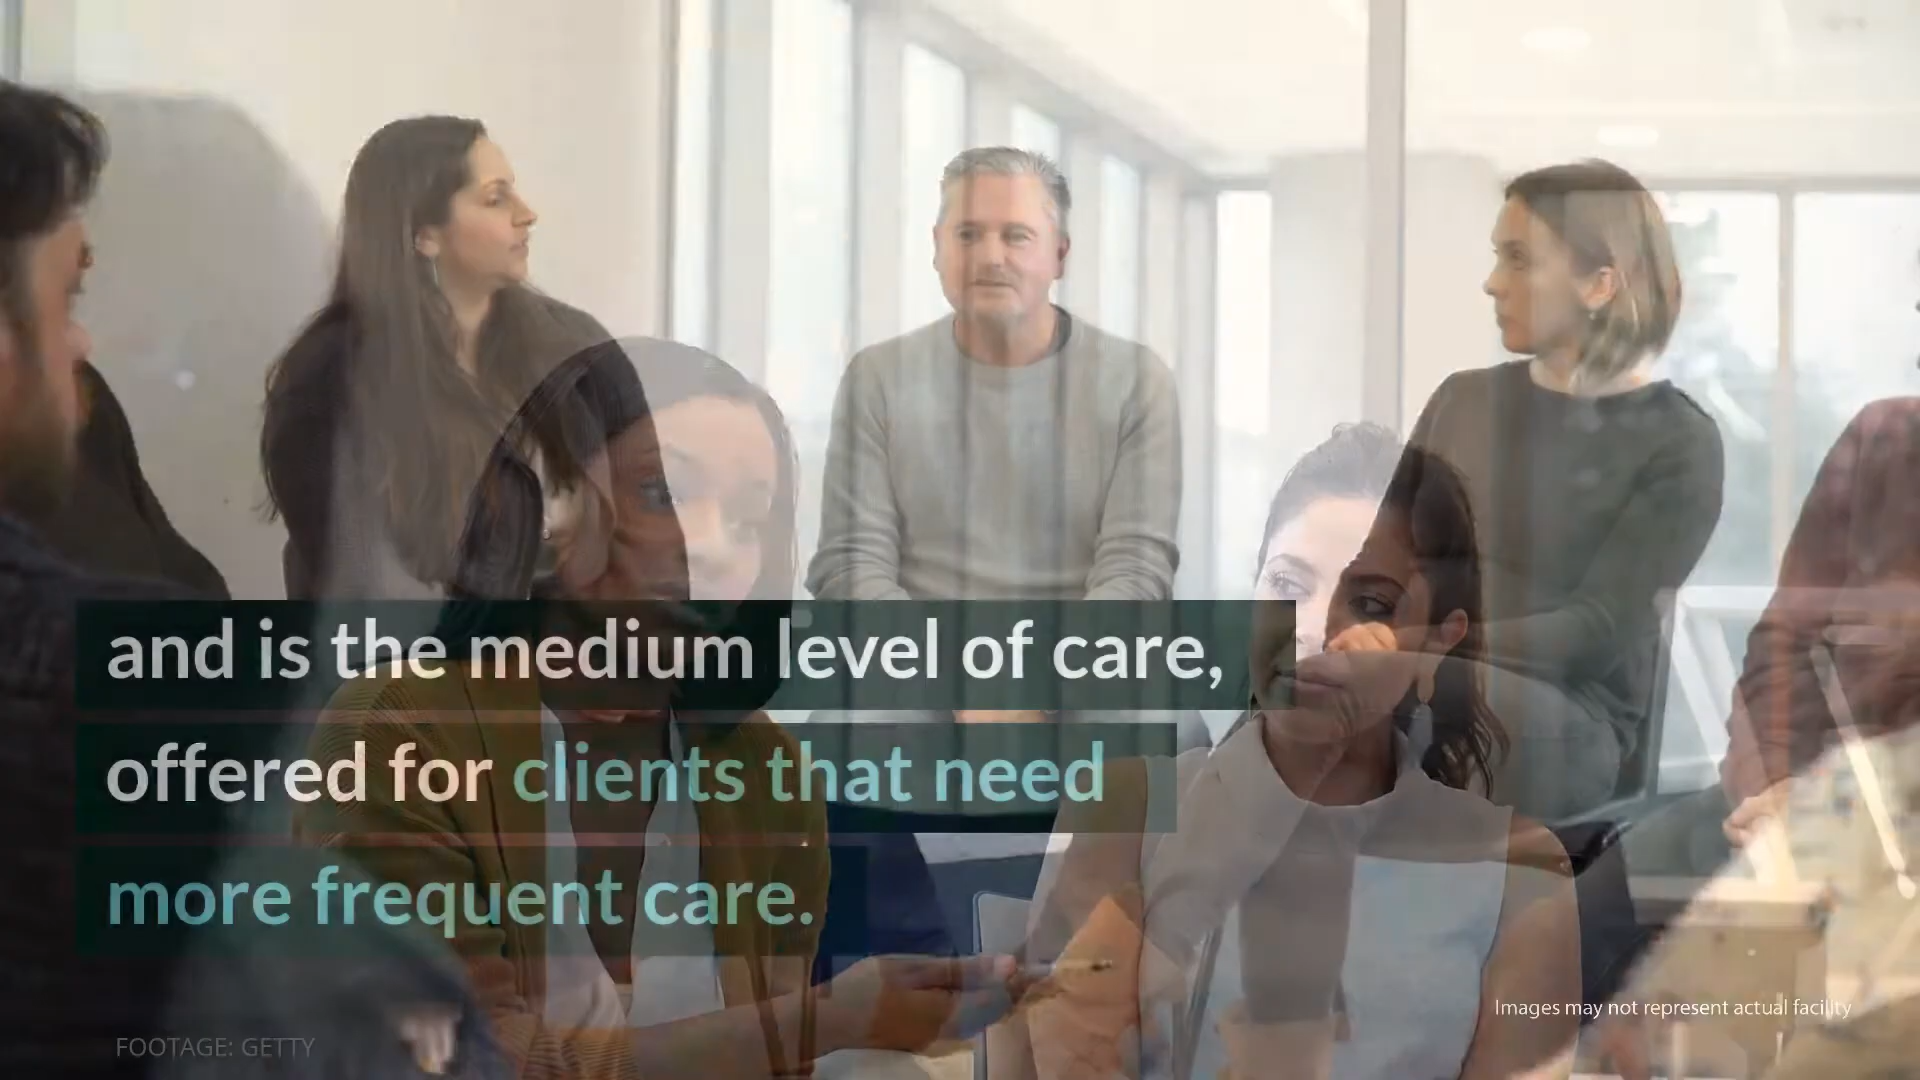 and is the medium level of care,
offered for clients that need
more frequent care.
Images may not represent actual facility
FOOTAGE: GETTY